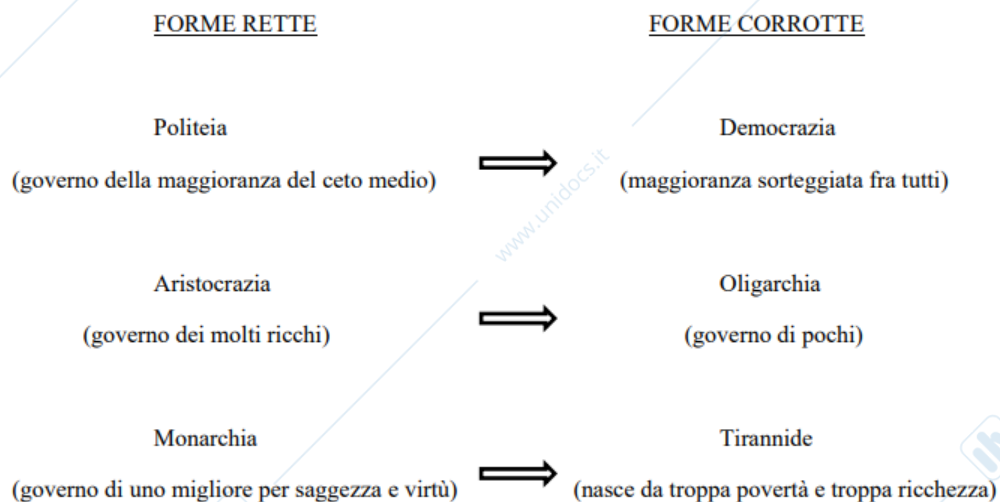 FORME RETTE FORME CORROTTE
Politeia Democrazia
(governo della maggioranza del ceto medio) (maggioranza sorteggiata fra tutti)
www.unidocs.it
Aristocrazia Oligarchia
(governo dei molti ricchi) (governo di pochi)
Monarchia Tirannide
(governo di uno migliore per saggezza e virtù) (nasce da troppa povertà e troppa ricchezza)